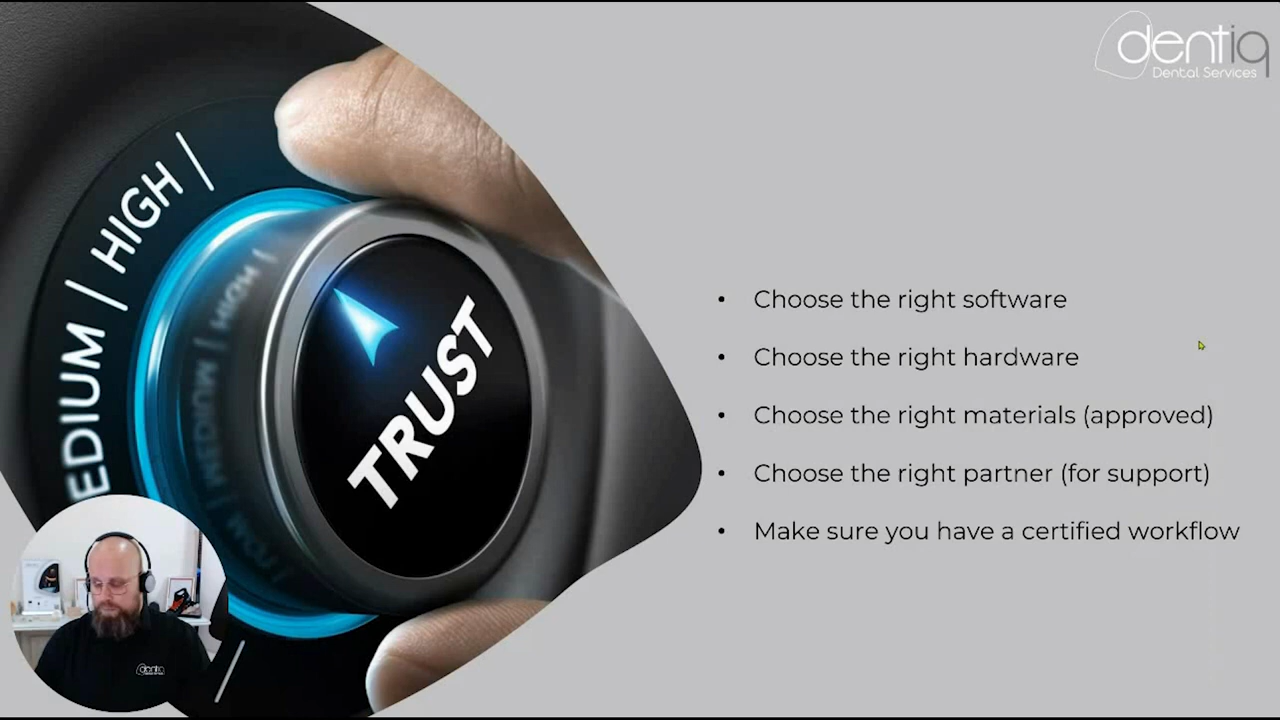 dentiq
Dental Services
HIGH /
MEDIUM /
TRUST
• Choose the right software
• Choose the right hardware
• Choose the right materials (approved)
• Choose the right partner (for support)
• Make sure you have a certified workflow
dentiq